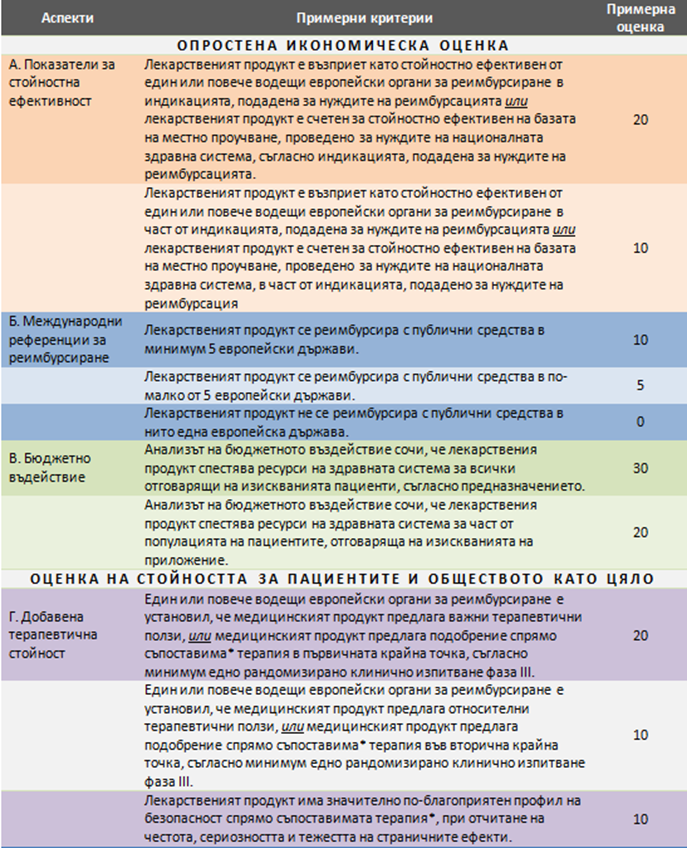 Аспекти Примерни критерии Примерна оценка
ОПРОСТЕНА ИКОНОМИЧЕСКА ОЦЕНКА
А. Показатели за стойностна ефективност
Лекарственият продукт е възприет като стойностно ефективен от
един или повече водещи европейски органи за реимбурсиране в
индикацията, подадена за нуждите на реимбурсацията или
лекарственият продукт е счетен за стойностно ефективен на базата
на местно проучване, проведено за нуждите на националната
здравна система, съгласно индикацията, подадена за нуждите на
реимбурсацията.
20
Лекарственият продукт е възприет като стойностно ефективен от
един или повече водещи европейски органи за реимбурсиране в
част от индикацията, подадена за нуждите на реимбурсацията или
лекарственият продукт е счетен за стойностно ефективен на базата
на местно проучване, проведено за нуждите на националната
здравна система, в част от индикацията, подадено за нуждите на
реимбурсация
10
Б. Международни
референции за
реимбурсиране
Лекарственият продукт се реимбурсира с публични средства в
минимум 5 европейски държави.
10
Лекарственият продукт се реимбурсира с публични средства в по-
малко от 5 европейски държави.
5
Лекарственият продукт не се реимбурсира с публични средства в
нито една европейска държава.
0
В. Бюджетно
въдействие
Анализът на бюджетното въздействие сочи, че лекарствения
продукт спестява ресурси на здравната система за всички
отговарящи на изискванията пациенти, съгласно предназначението.
30
Анализът на бюджетното въздействие сочи, че лекарствения
продукт спестява ресурси на здравната система за част от
популацията на пациентите, отговаряща на изискванията на
приложение.
20
ОЦЕНКА НА СТОЙНОСТТА ЗА ПАЦИЕНТИТЕ И ОБЩЕСТВОТО КАТО ЦЯЛО
Г. Добавена
терапевтична
стойност
Един или повече водещи европейски органи за реимбурсиране е
установил, че медицинският продукт предлага важни терапевтични
ползи, или медицинският продукт предлага подобрение спрямо
съпоставима* терапия в първичната крайна точка, съгласно
минимум едно рандомизирано клинично изпитване фаза III.
20
Един или повече водещи европейски органи за реимбурсиране е
установил, че медицинският продукт предлага относителни
терапевтични ползи, или медицинският продукт предлага
подобрение спрямо съпоставима* терапия във вторична крайна
точка, съгласно минимум едно рандомизирано клинично изпитване
фаза III.
10
Лекарственият продукт има значително по-благоприятен профил на
безопасност спрямо съпоставимата терапия*, при отчитане на
честота, сериозността и тежестта на страничните ефекти.
10